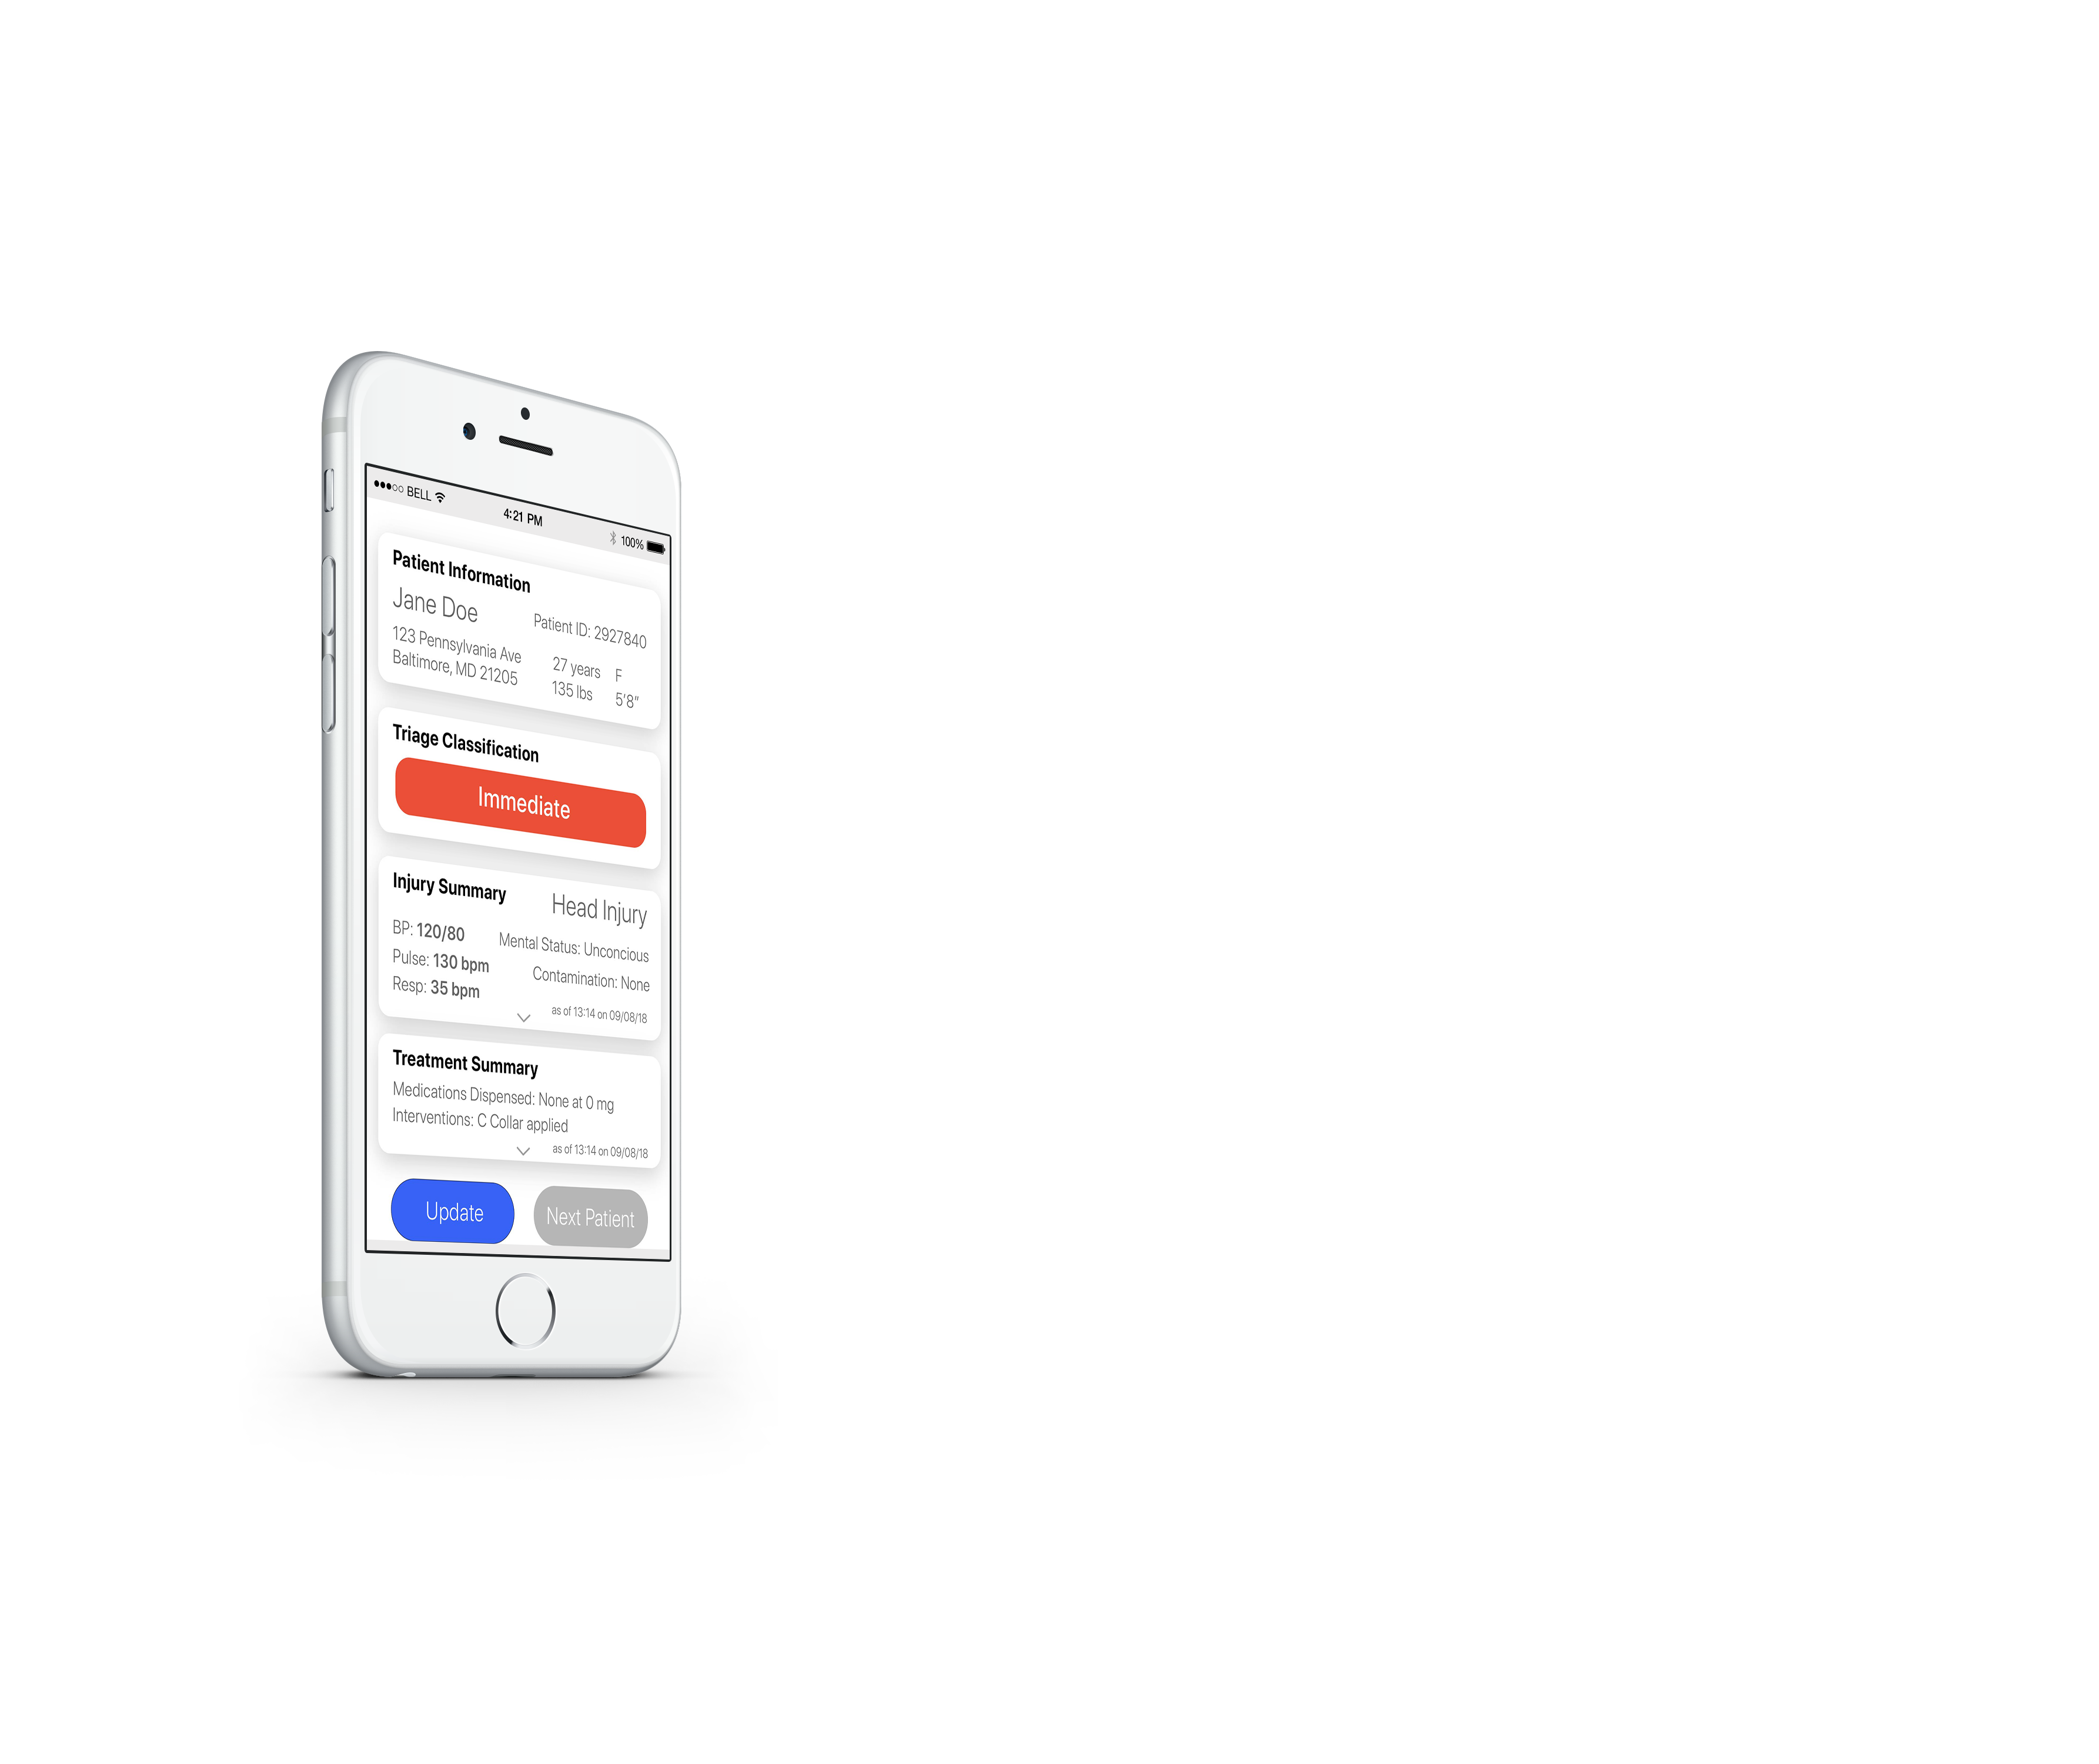 BELL
4:21 PM
100%
Patient Information
Jane Doe
Patient ID: 2927840
123 Pennsylvania Ave
Baltimore, MD 21205
27 years F
135 lbs 5'8"
Triage Classification
Immediate
Injury Summary
Head Injury
BP: 120/80
Mental Status: Unconcious
Pulse: 130 bpm
Contamination: None
Resp: 35 bpm
as of 13:14 on 09/08/18
Treatment Summary
Medications Dispensed: None at 0 mg
Interventions: C Collar applied
as of 13:14 on 09/08/18
Update
Next Patient